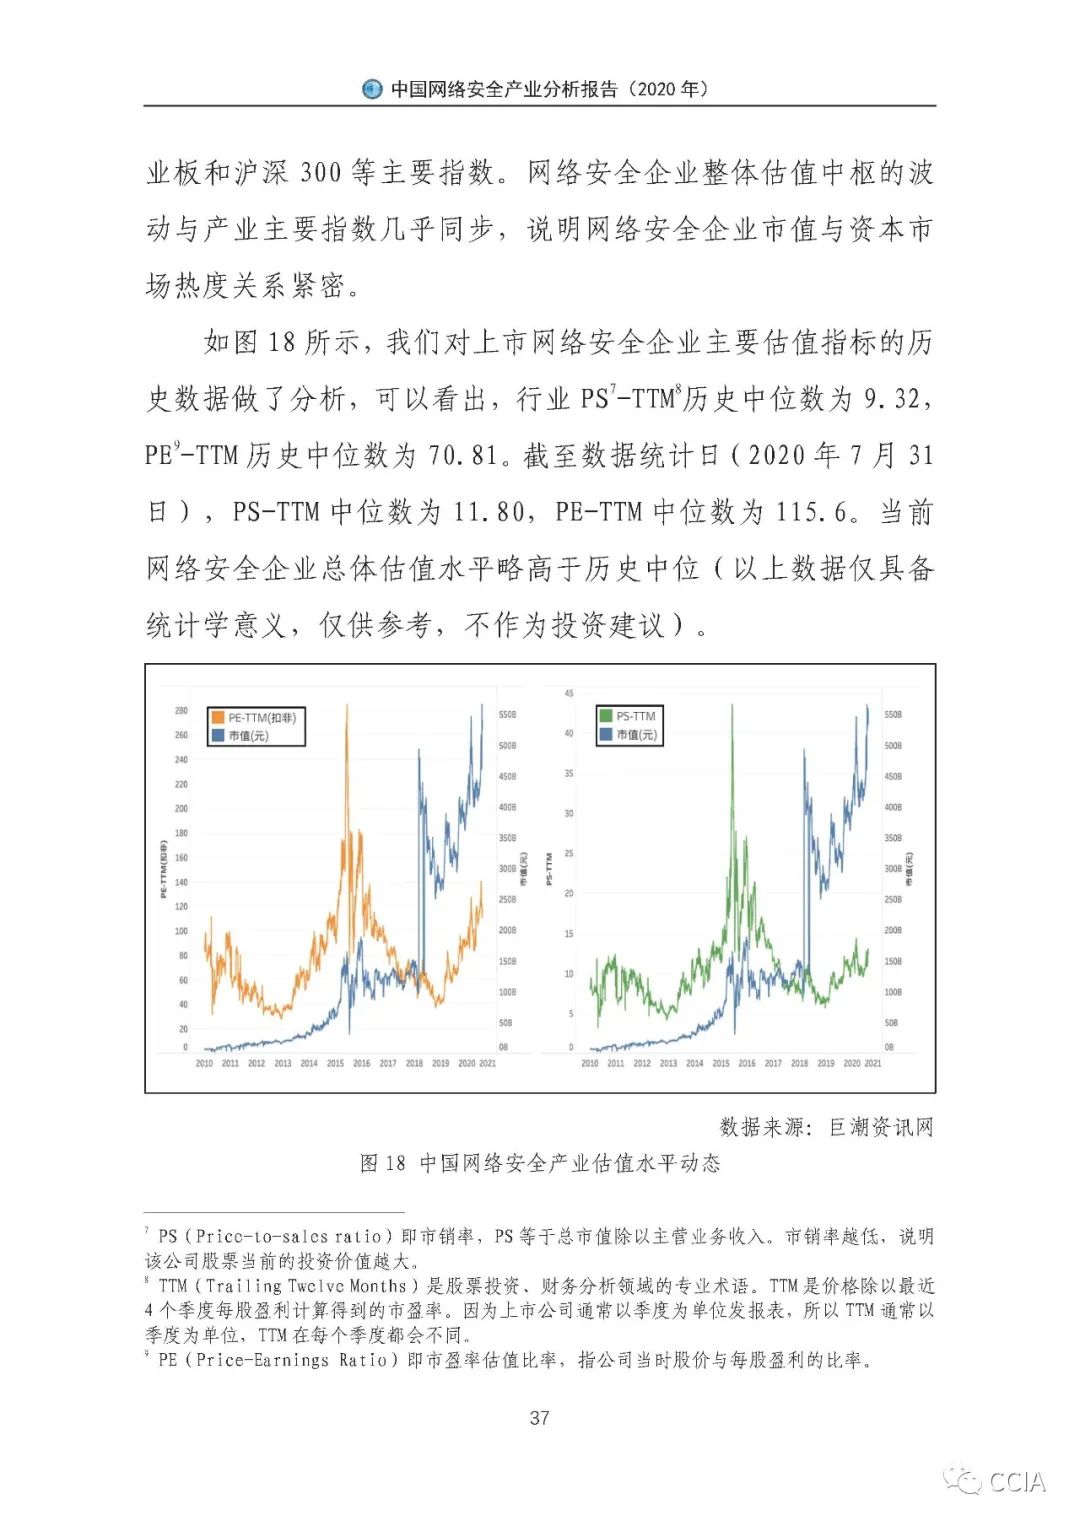 中国网络安全产业分析报告（2020 年）
业板和沪深 300 等主要指数。网络安全企业整体估值中枢的波
动与产业主要指数几乎同步，说明网络安全企业市值与资本市
场热度关系紧密。
如图 18 所示，我们对上市网络安全企业主要估值指标的历
史数据做了分析，可以看出，行业 PS⁷-TTM⁸历史中位数为 9.32，
PE⁹-TTM 历史中位数为 70.81。截至数据统计日（2020 年 7 月 31
日），PS-TTM 中位数为 11.80，PE-TTM 中位数为 115.6。当前
网络安全企业总体估值水平略高于历史中位（以上数据仅具备
统计学意义，仅供参考，不作为投资建议）。
PE-TTM(扣非)
市值(元)
280
260
240
220
200
180
160
140
120
100
80
60
40
20
0
PE-TTM(扣非)
550B
500B
450B
400B
350B
300B
250B
200B
150B
100B
50B
0B
市值(元)
2010 2011 2012 2013 2014 2015 2016 2017 2018 2019 2020 2021
PS-TTM
市值(元)
45
40
35
30
25
20
15
10
5
0
PS-TTM
550B
500B
450B
400B
350B
300B
250B
200B
150B
100B
50B
0B
市值(元)
2010 2011 2012 2013 2014 2015 2016 2017 2018 2019 2020 2021
数据来源：巨潮资讯网
图 18 中国网络安全产业估值水平动态
⁷ PS（Price-to-sales ratio）即市销率，PS 等于总市值除以主营业务收入。市销率越低，说明
该公司股票当前的投资价值越大。
⁸ TTM（Trailing Twelve Months）是股票投资、财务分析领域的专业术语。TTM 是价格除以最近
4 个季度每股盈利计算得到的市盈率。因为上市公司通常以季度为单位发报表，所以 TTM 通常以
季度为单位，TTM 在每个季度都会不同。
⁹ PE（Price-Earnings Ratio）即市盈率估值比率，指公司当时股价与每股盈利的比率。
37
CCIA